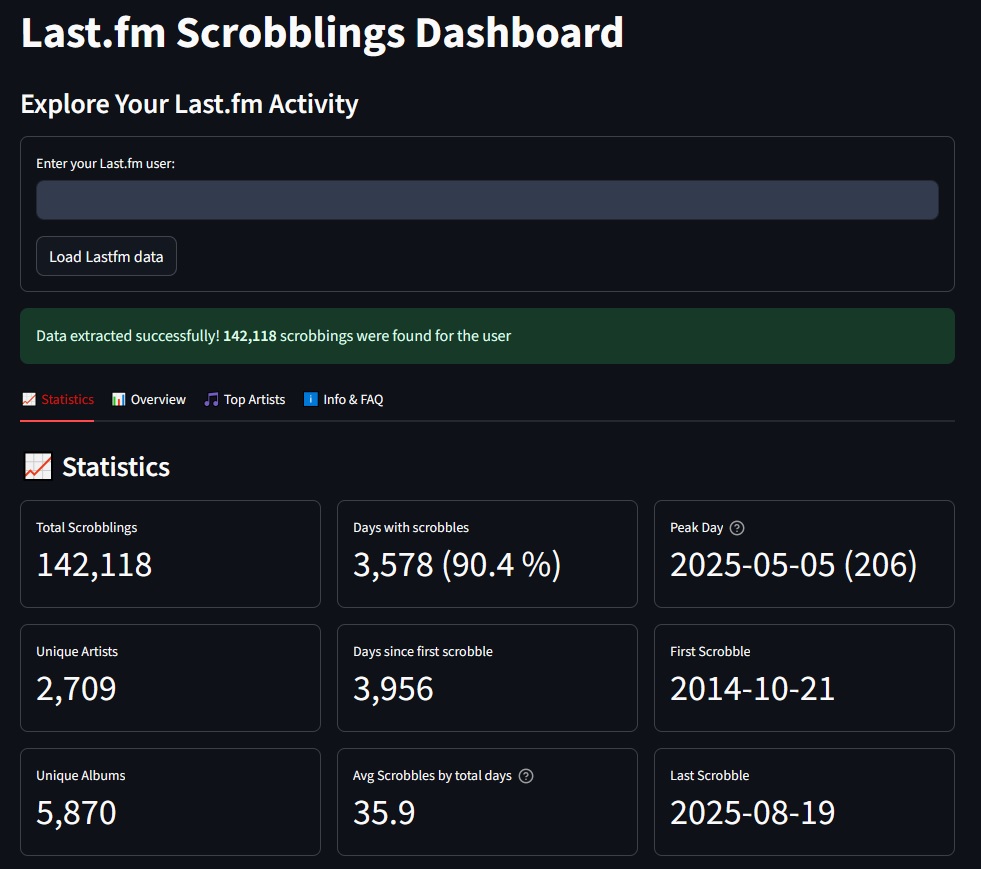 Last.fm Scrobblings Dashboard
Explore Your Last.fm Activity
Enter your Last.fm user:
Load Lastfm data
Data extracted successfully! 142,118 scrobbings were found for the user
Statistics Overview Top Artists Info & FAQ
Statistics
Total Scrobblings
142,118
Days with scrobbles
3,578 (90.4 %)
Peak Day
2025-05-05 (206)
Unique Artists
2,709
Days since first scrobble
3,956
First Scrobble
2014-10-21
Unique Albums
5,870
Avg Scrobbles by total days
35.9
Last Scrobble
2025-08-19